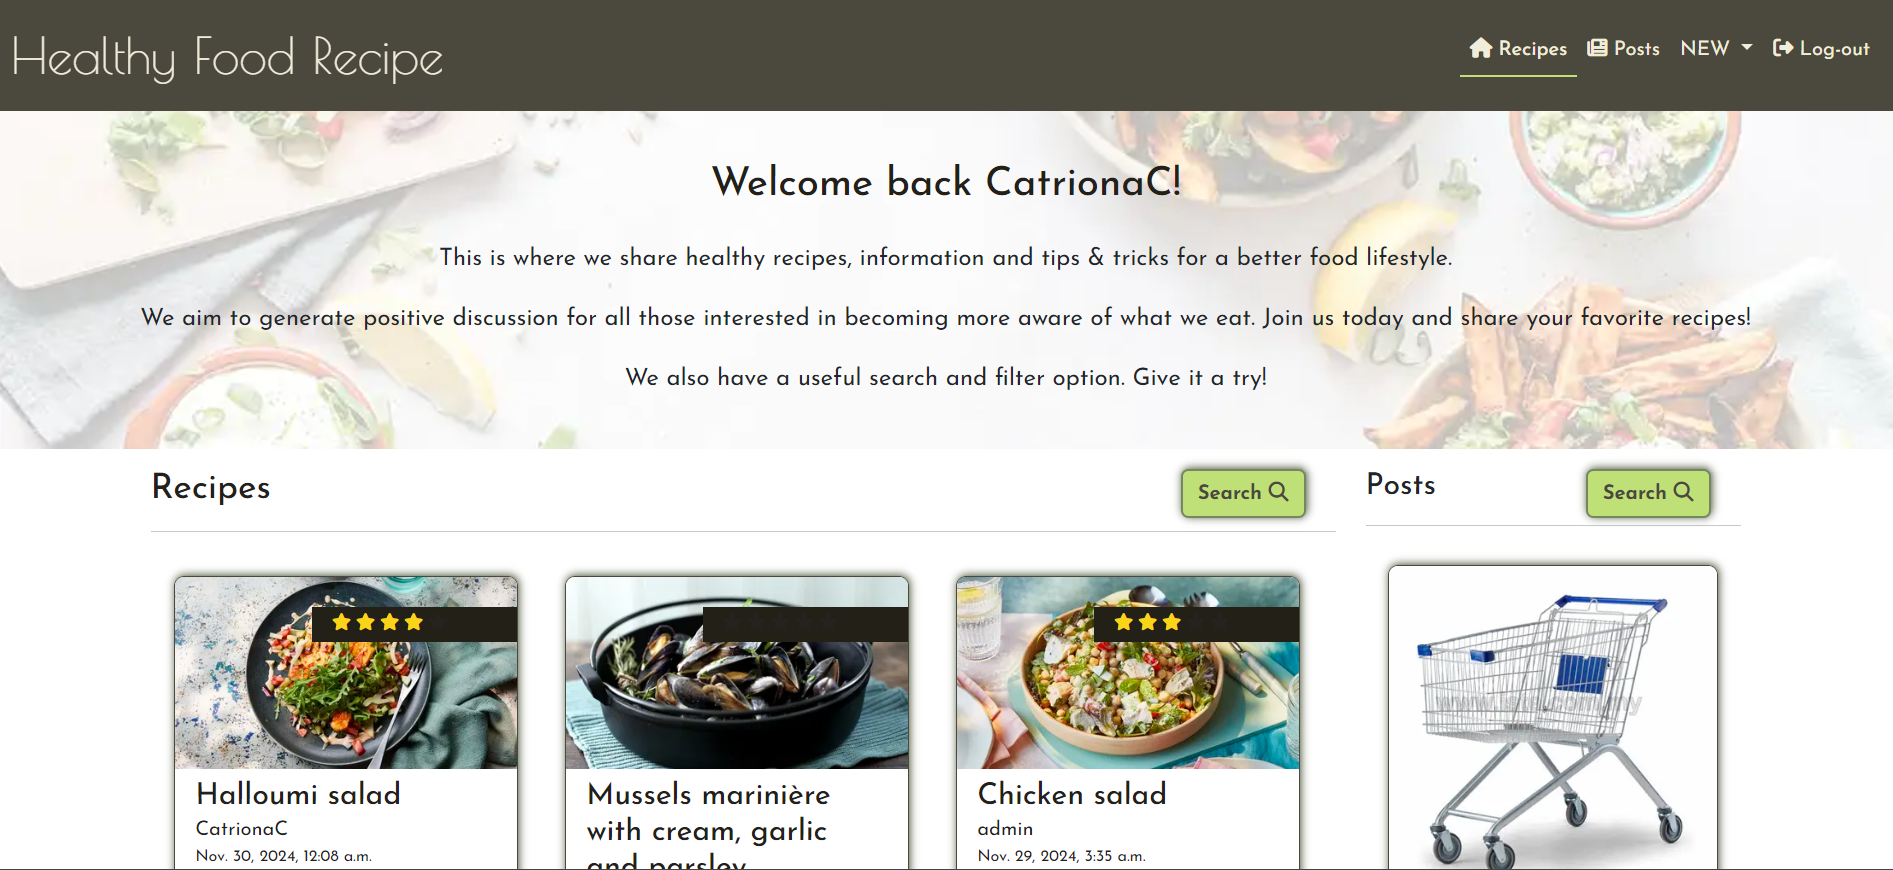 Healthy Food Recipe
Recipes
Posts
NEW
Log-out
Welcome back CatrionaC!
This is where we share healthy recipes, information and tips & tricks for a better food lifestyle.
We aim to generate positive discussion for all those interested in becoming more aware of what we eat. Join us today and share your favorite recipes!
We also have a useful search and filter option. Give it a try!
Recipes
Search
Posts
Search
Halloumi salad
CatrionaC
Nov. 30, 2024, 12:08 a.m.
Mussels marinière
with cream, garlic
and parsley
Chicken salad
admin
Nov. 29, 2024, 3:35 a.m.